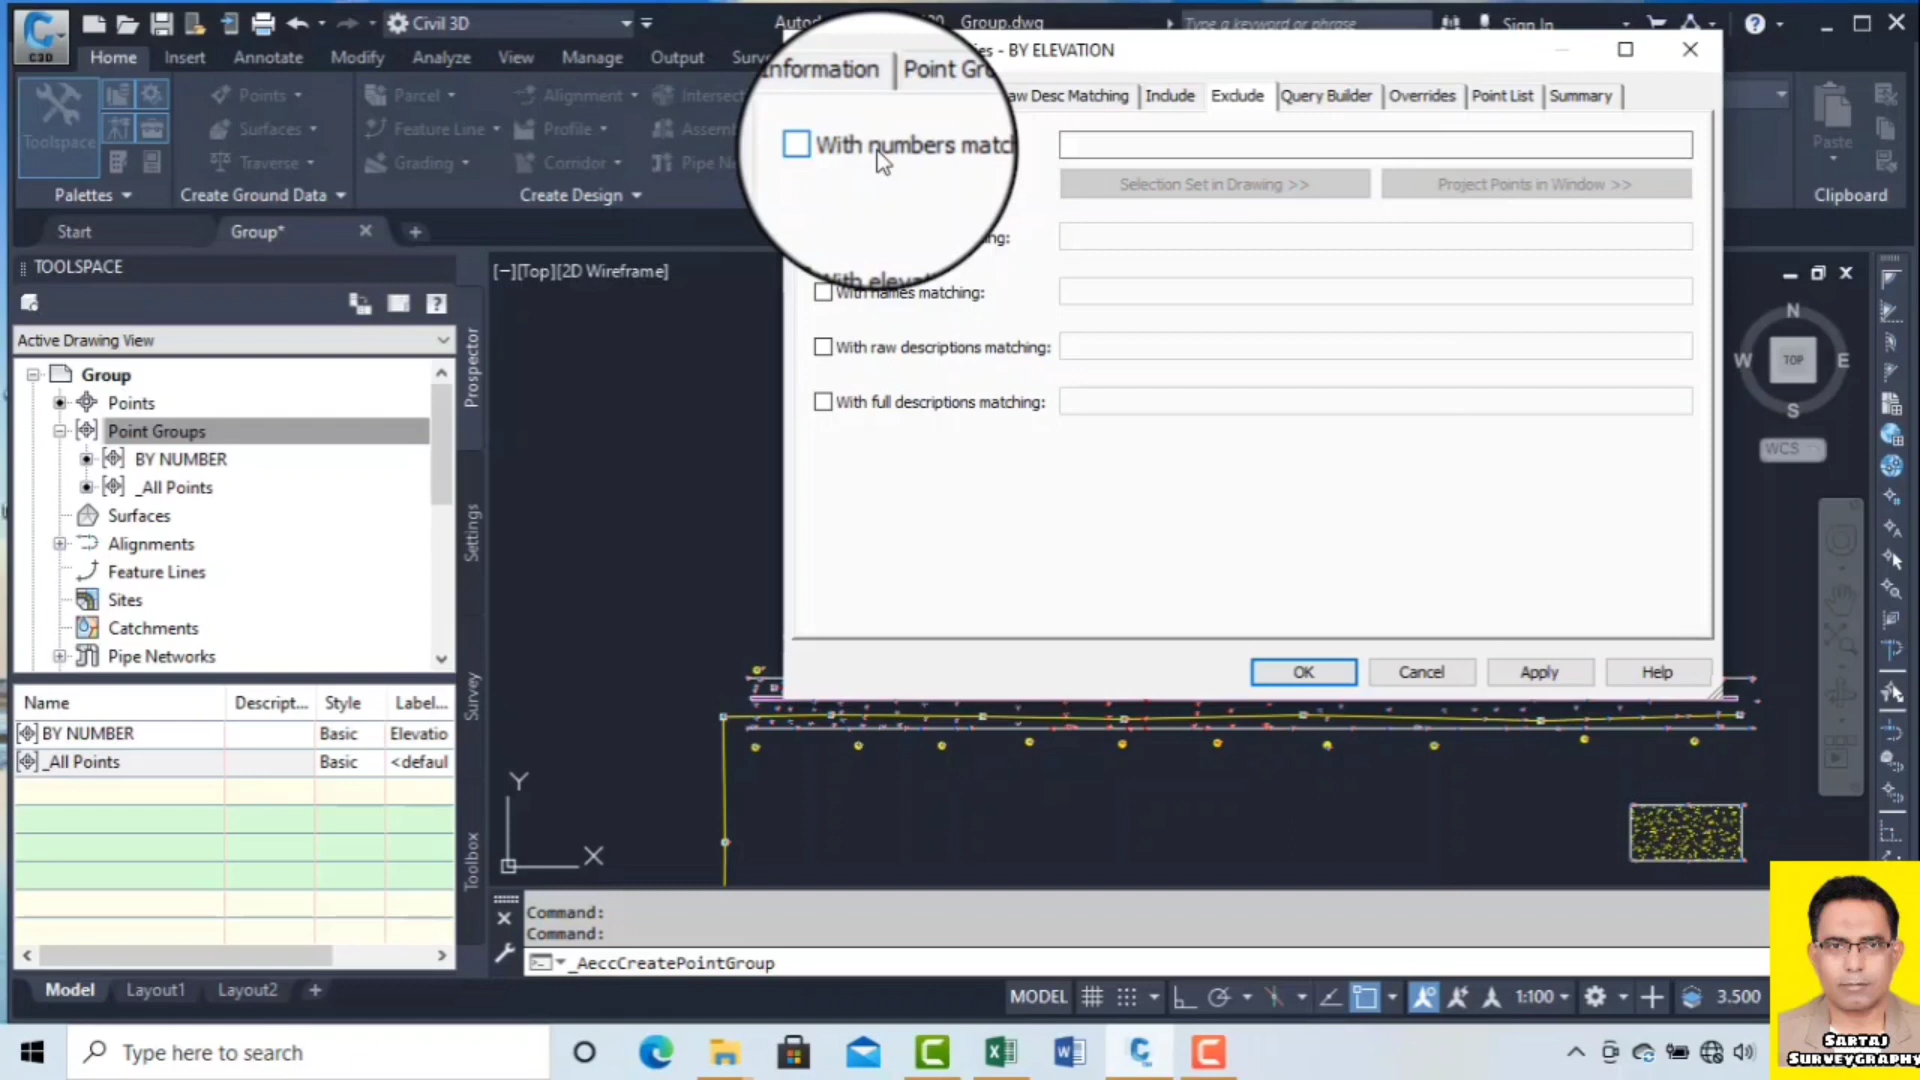 C3D
Civil 3D
Group.dwg
Type a keyword or phrase
Sign In
Home
Insert
Annotate
Modify
Analyze
View
Manage
Output
Toolspace
Points
Surfaces
Traverse
Parcel
Feature Line
Grading
Alignment
Profile
Corridor
Paste
Palettes
Create Ground Data
Create Design
Clipboard
Start
Group*
- BY ELEVATION
Information
Desc Matching
Include
Exclude
Query Builder
Overrides
Point List
Summary
With numbers match
Selection Set in Drawing >>
Project Points in Window >>
With names matching:
With raw descriptions matching:
With full descriptions matching:
OK
Cancel
Apply
Help
TOOLSPACE
Active Drawing View
Group
Points
Point Groups
BY NUMBER
_All Points
Surfaces
Alignments
Feature Lines
Sites
Catchments
Pipe Networks
Prospector
Settings
Survey
Toolbox
Name
Descript...
Style
Label...
BY NUMBER
Basic
Elevatio
_All Points
Basic
<defaul
[−][Top][2D Wireframe]
N
W
TOP
E
S
WCS
Y
X
Command:
Command:
_AeccCreatePointGroup
Model
Layout1
Layout2
MODEL
1:100
3.500
Type here to search
SARTAJ
SURVEYGRAPHY